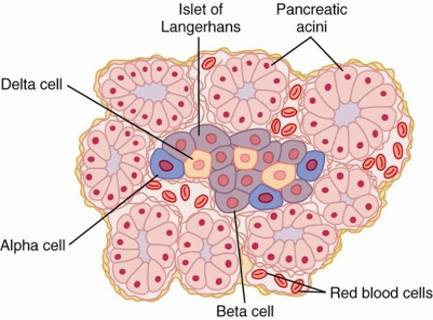 Islet of
Langerhans
Pancreatic
acini
Delta cell
Alpha cell
Beta cell
Red blood cells